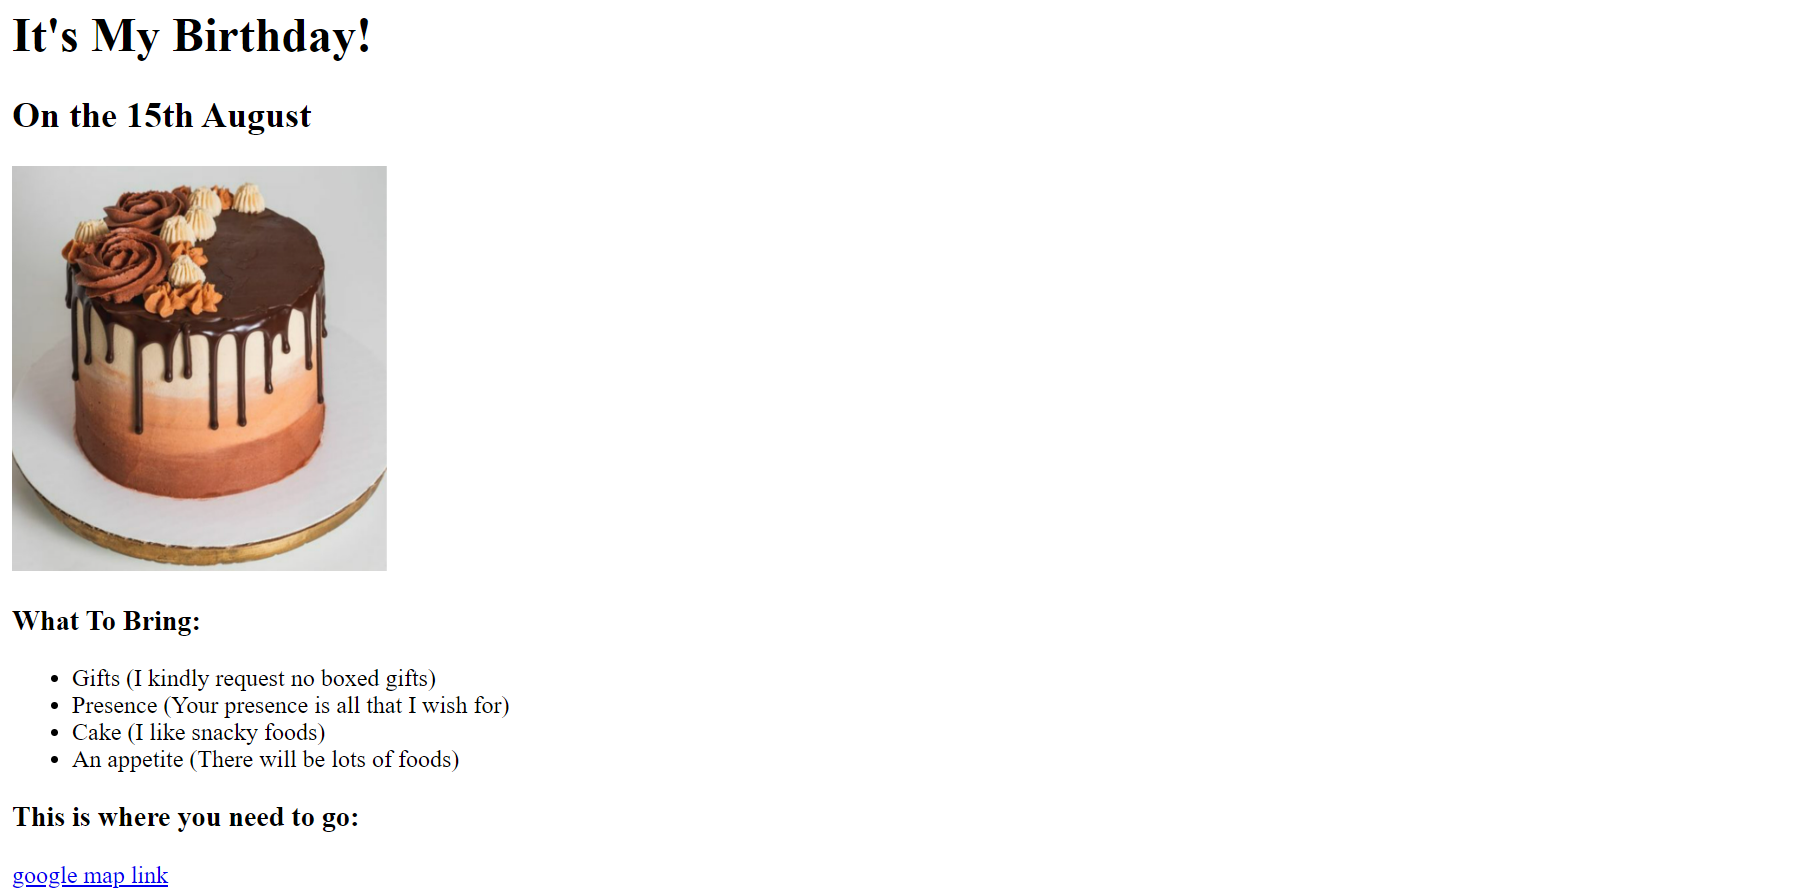 It's My Birthday!
On the 15th August
What To Bring:
Gifts (I kindly request no boxed gifts)
Presence (Your presence is all that I wish for)
Cake (I like snacky foods)
An appetite (There will be lots of foods)
This is where you need to go:
google map link